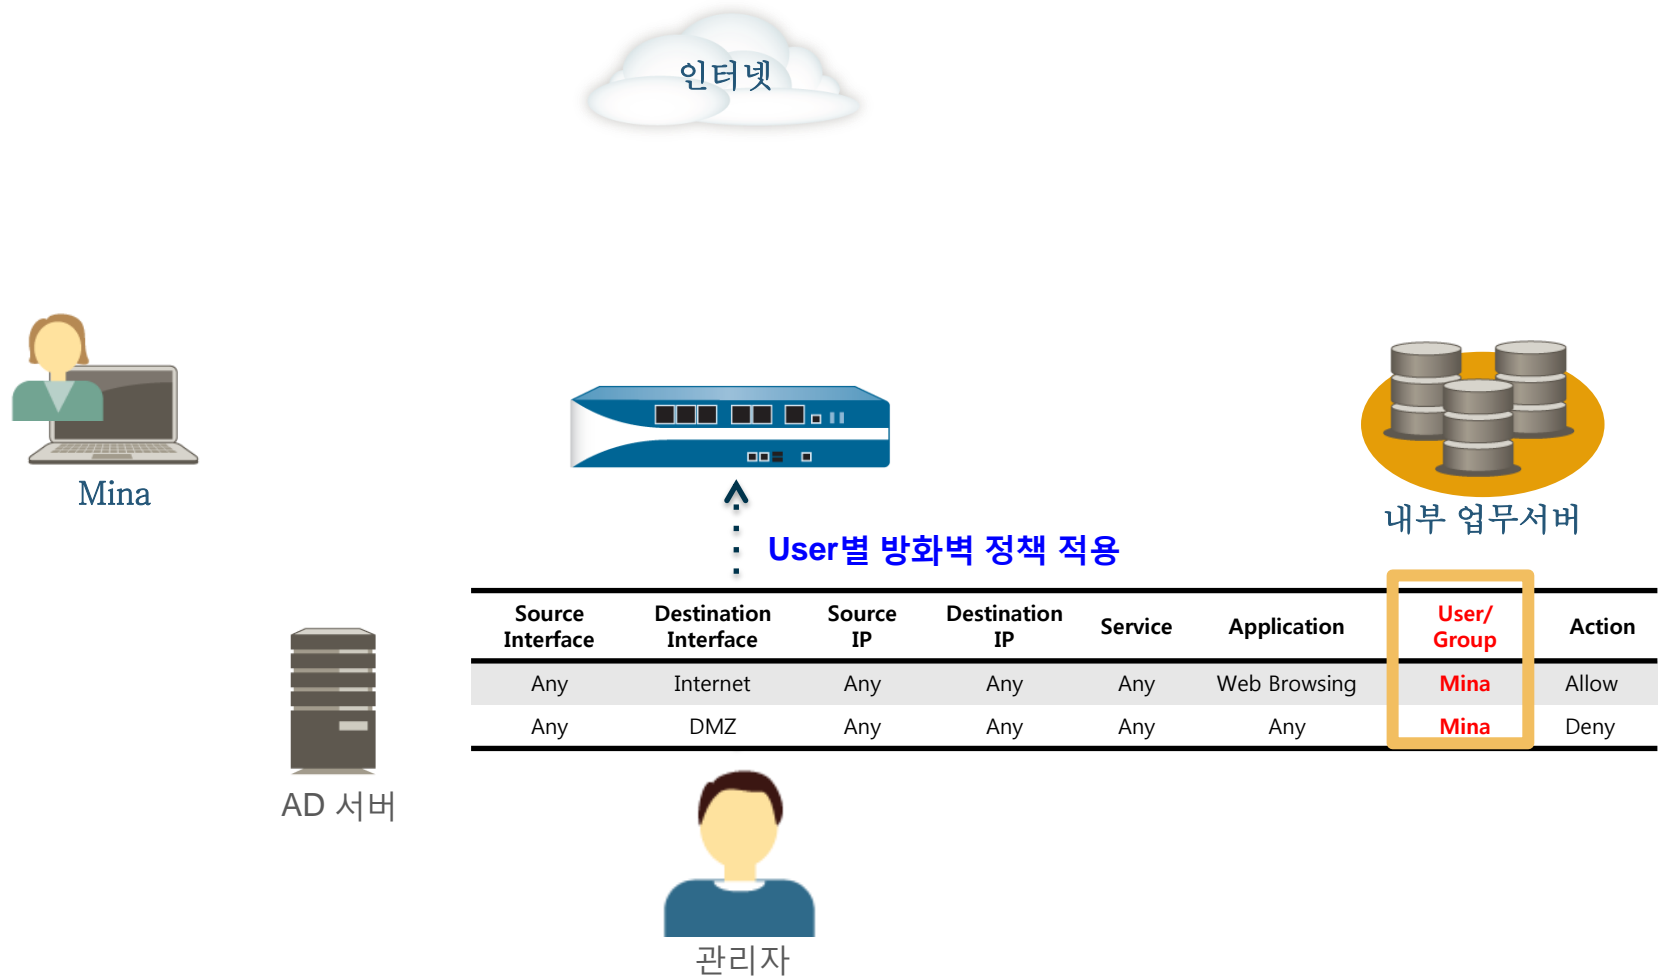 인터넷
Mina
내부 업무서버
User별 방화벽 정책 적용
Source Interface Destination Interface Source IP Destination IP Service Application User/ Group Action
Any Internet Any Any Any Web Browsing Mina Allow
Any DMZ Any Any Any Any Mina Deny
AD 서버
관리자